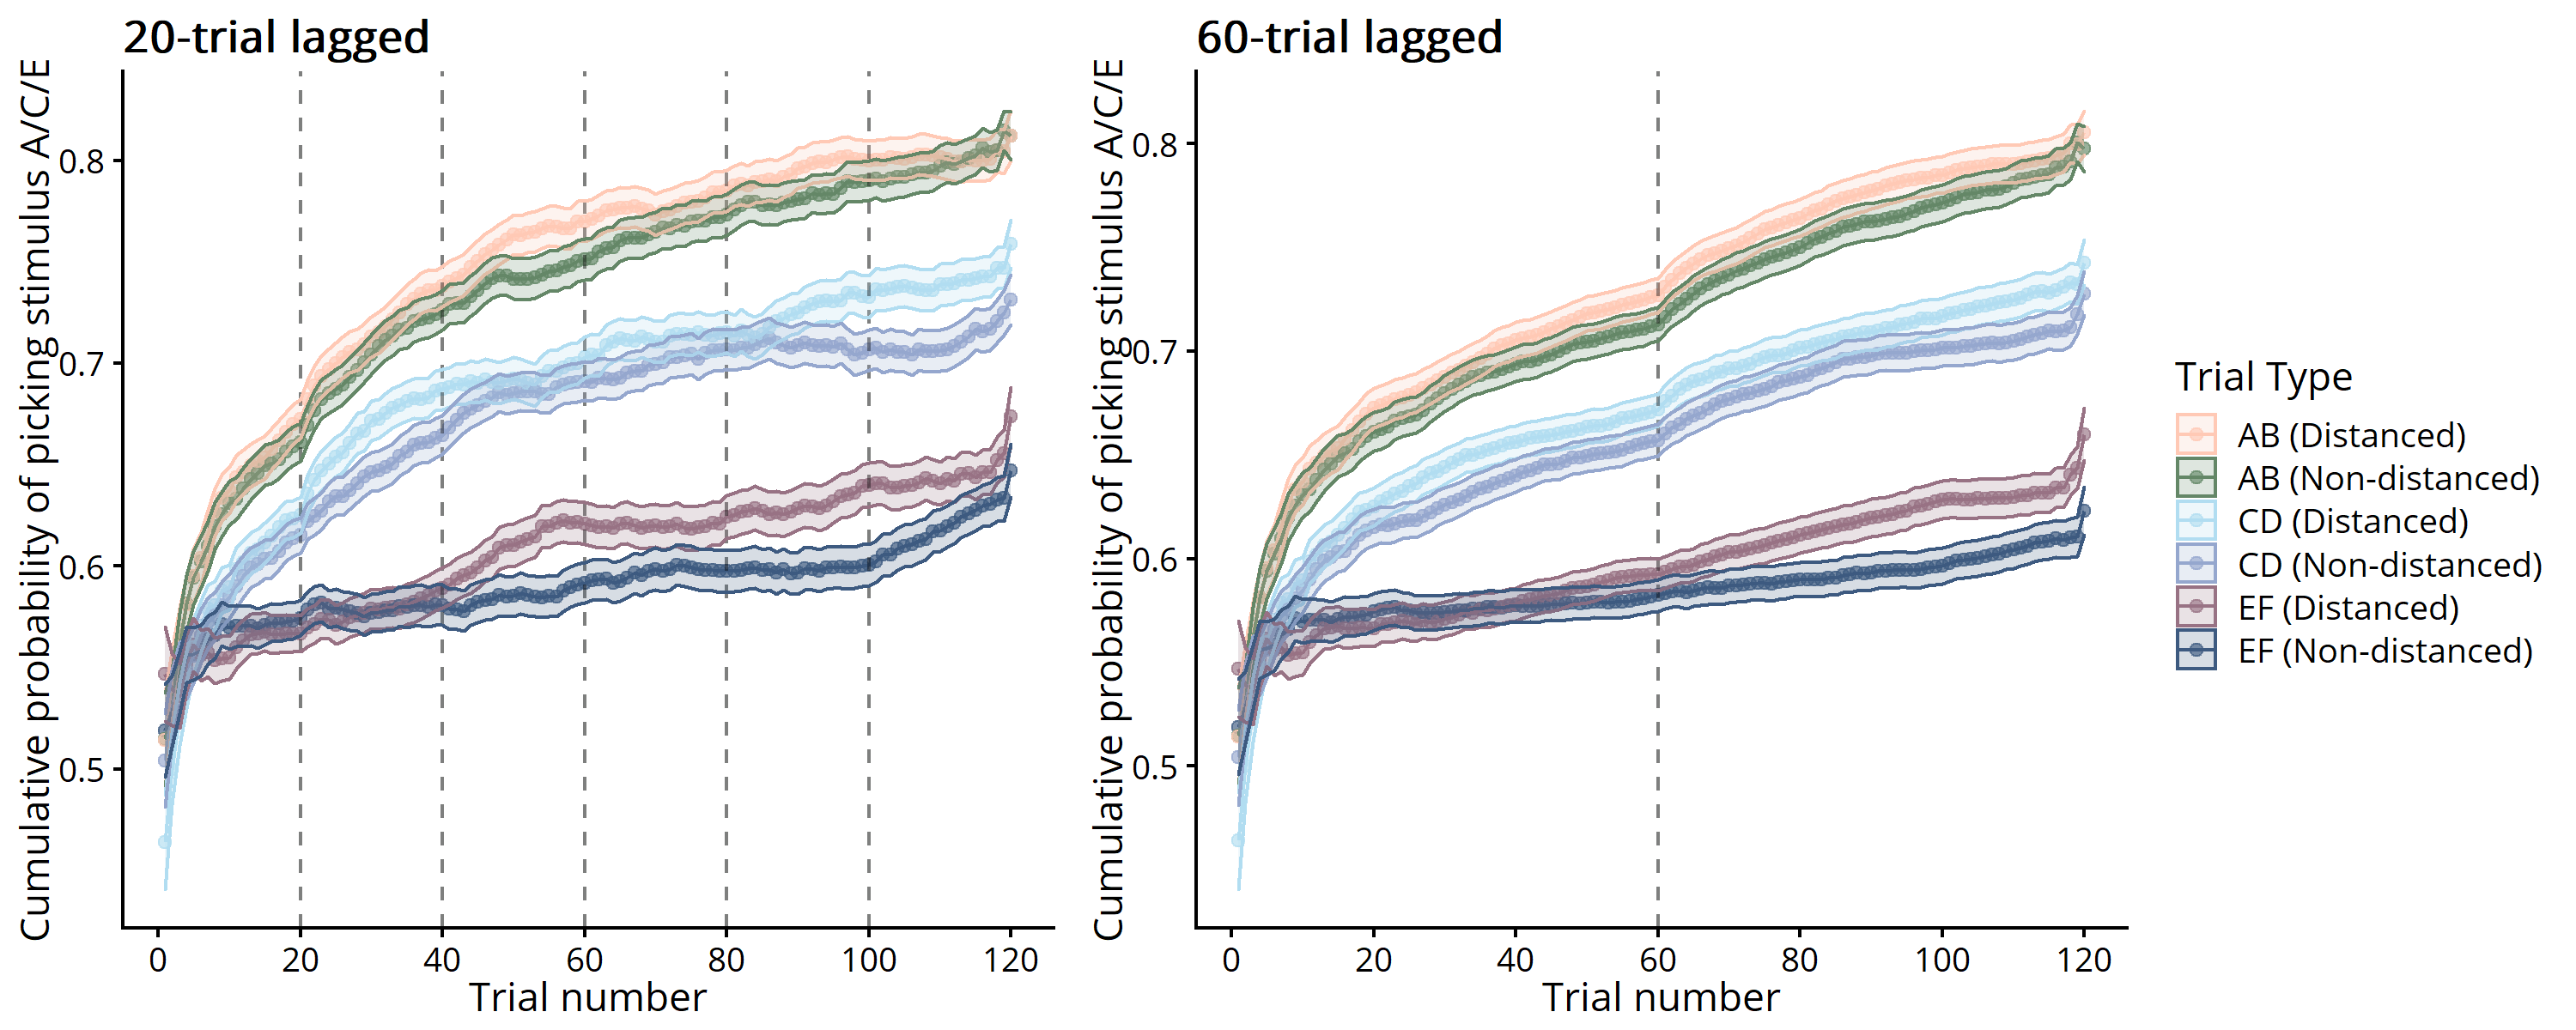 20-trial lagged
Cumulative probability of picking stimulus A/C/E
0.8
0.7
0.6
0.5
0 20 40 60 80 100 120
Trial number
60-trial lagged
Cumulative probability of picking stimulus A/C/E
0.8
0.7
0.6
0.5
0 20 40 60 80 100 120
Trial number
Trial Type
AB (Distanced)
AB (Non-distanced)
CD (Distanced)
CD (Non-distanced)
EF (Distanced)
EF (Non-distanced)